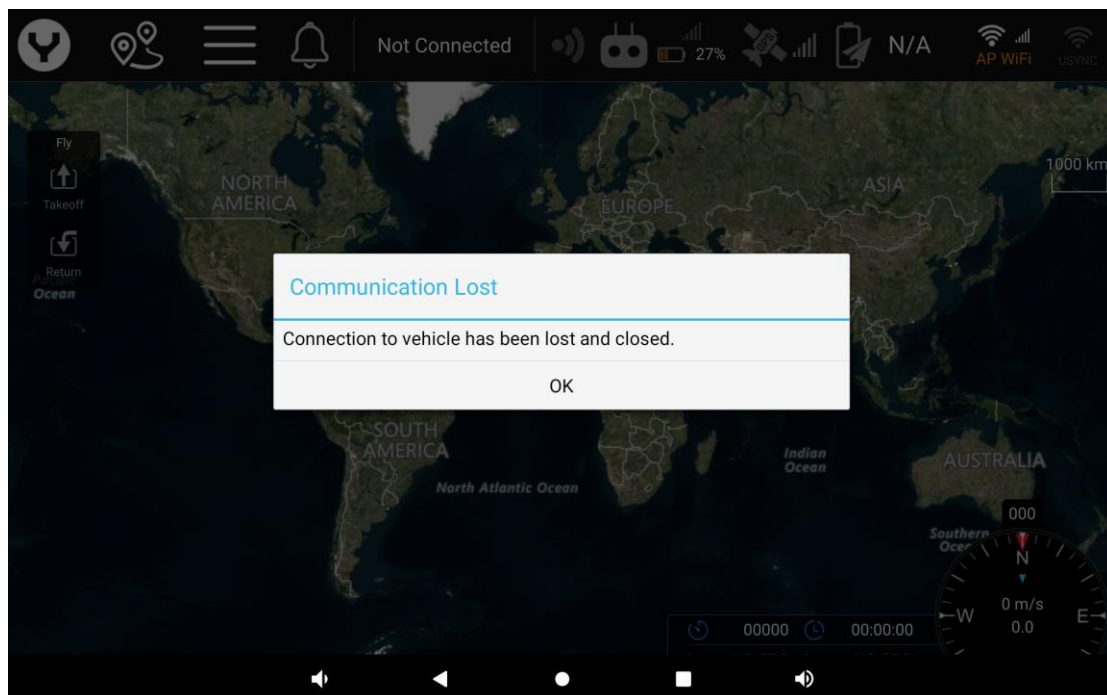 Not Connected
27%
GPS
N/A
AP WiFi
USYNC
Fly
Takeoff
Return
Pacific
Ocean
NORTH
AMERICA
EUROPE
ASIA
1000 km
Communication Lost
Connection to vehicle has been lost and closed.
OK
SOUTH
AMERICA
North Atlantic Ocean
Indian
Ocean
AUSTRALIA
Southern
000
N
W
E
0 m/s
0.0
00000
00:00:00